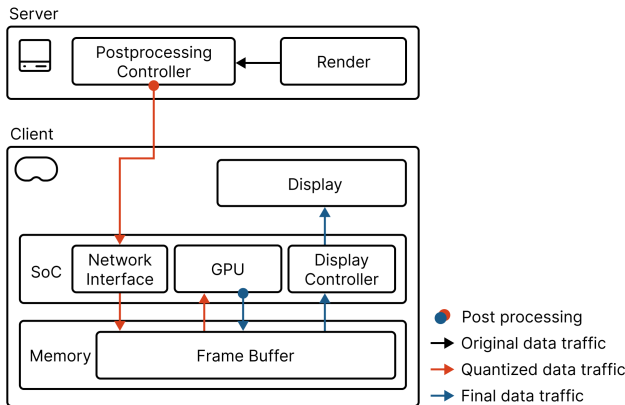 Server
Postprocessing
Controller
Render
Client
Display
SoC
Network
Interface
GPU
Display
Controller
Memory
Frame Buffer
Post processing
Original data traffic
Quantized data traffic
Final data traffic